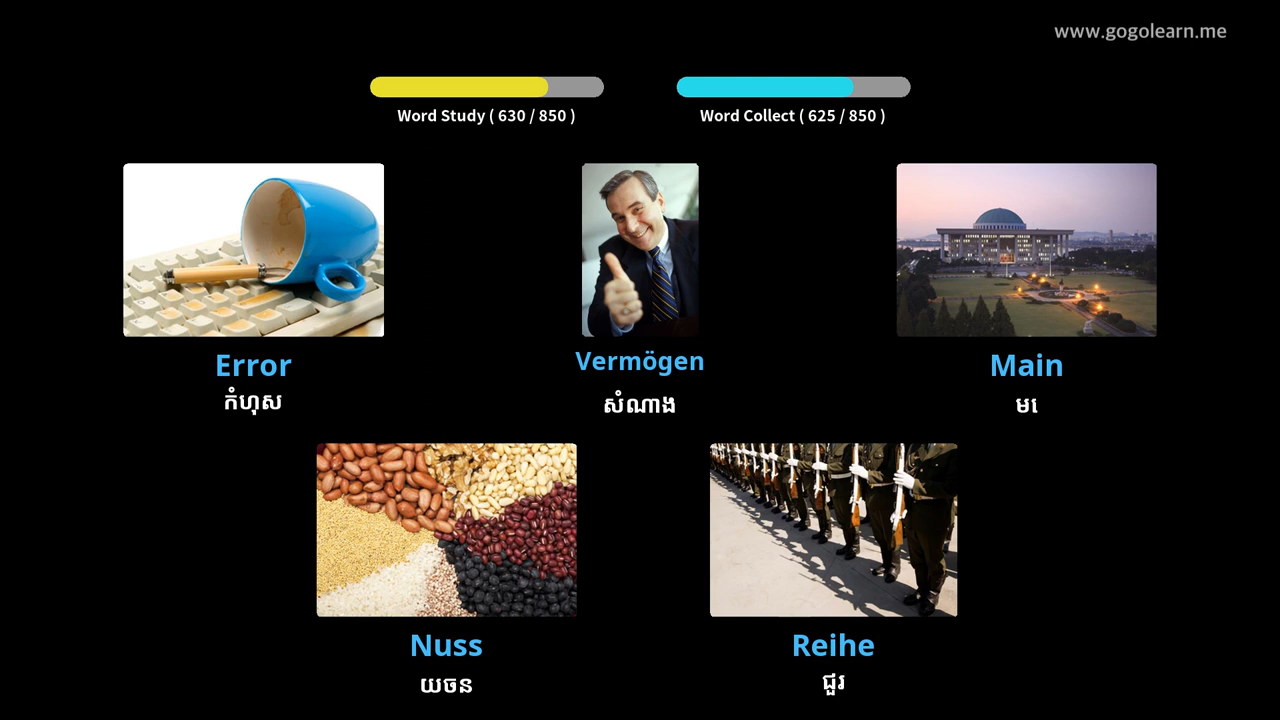 www.gogolearn.me
Word Study ( 630 / 850 )
Word Collect ( 625 / 850 )
Error
Vermögen
Main
កំហុស
សំណាង
មេ
Nuss
Reihe
យចន
ជួរ